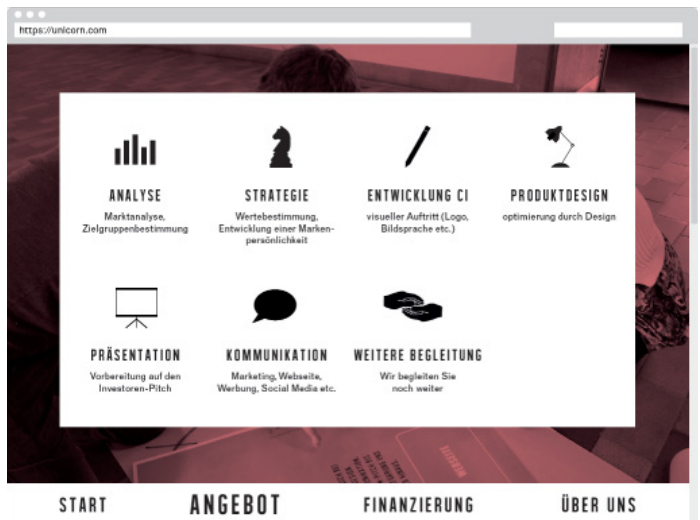 https://unicorn.com
ANALYSE
Marktanalyse,
Zielgruppenbestimmung
STRATEGIE
Wertebestimmung,
Entwicklung einer Marken-
persönlichkeit
ENTWICKLUNG CI
visueller Auftritt (Logo,
Bildsprache etc.)
PRODUKTDESIGN
optimierung durch Design
PRÄSENTATION
Vorbereitung auf den
Investoren-Pitch
KOMMUNIKATION
Marketing, Webseite,
Werbung, Social Media etc.
WEITERE BEGLEITUNG
Wir begleiten Sie
noch weiter
START
ANGEBOT
FINANZIERUNG
ÜBER UNS